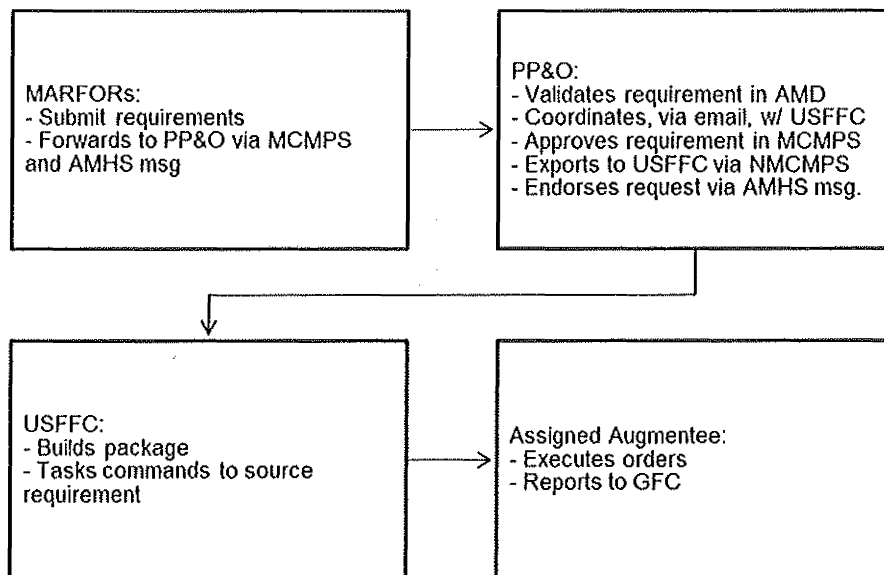 MARFORs:
- Submit requirements
- Forwards to PP&O via MCMPS
and AMHS msg
PP&O:
- Validates requirement in AMD
- Coordinates, via email, w/ USFFC
- Approves requirement in MCMPS
- Exports to USFFC via NMCMPS
- Endorses request via AMHS msg.
USFFC:
- Builds package
- Tasks commands to source
requirement
Assigned Augmentee:
- Executes orders
- Reports to GFC